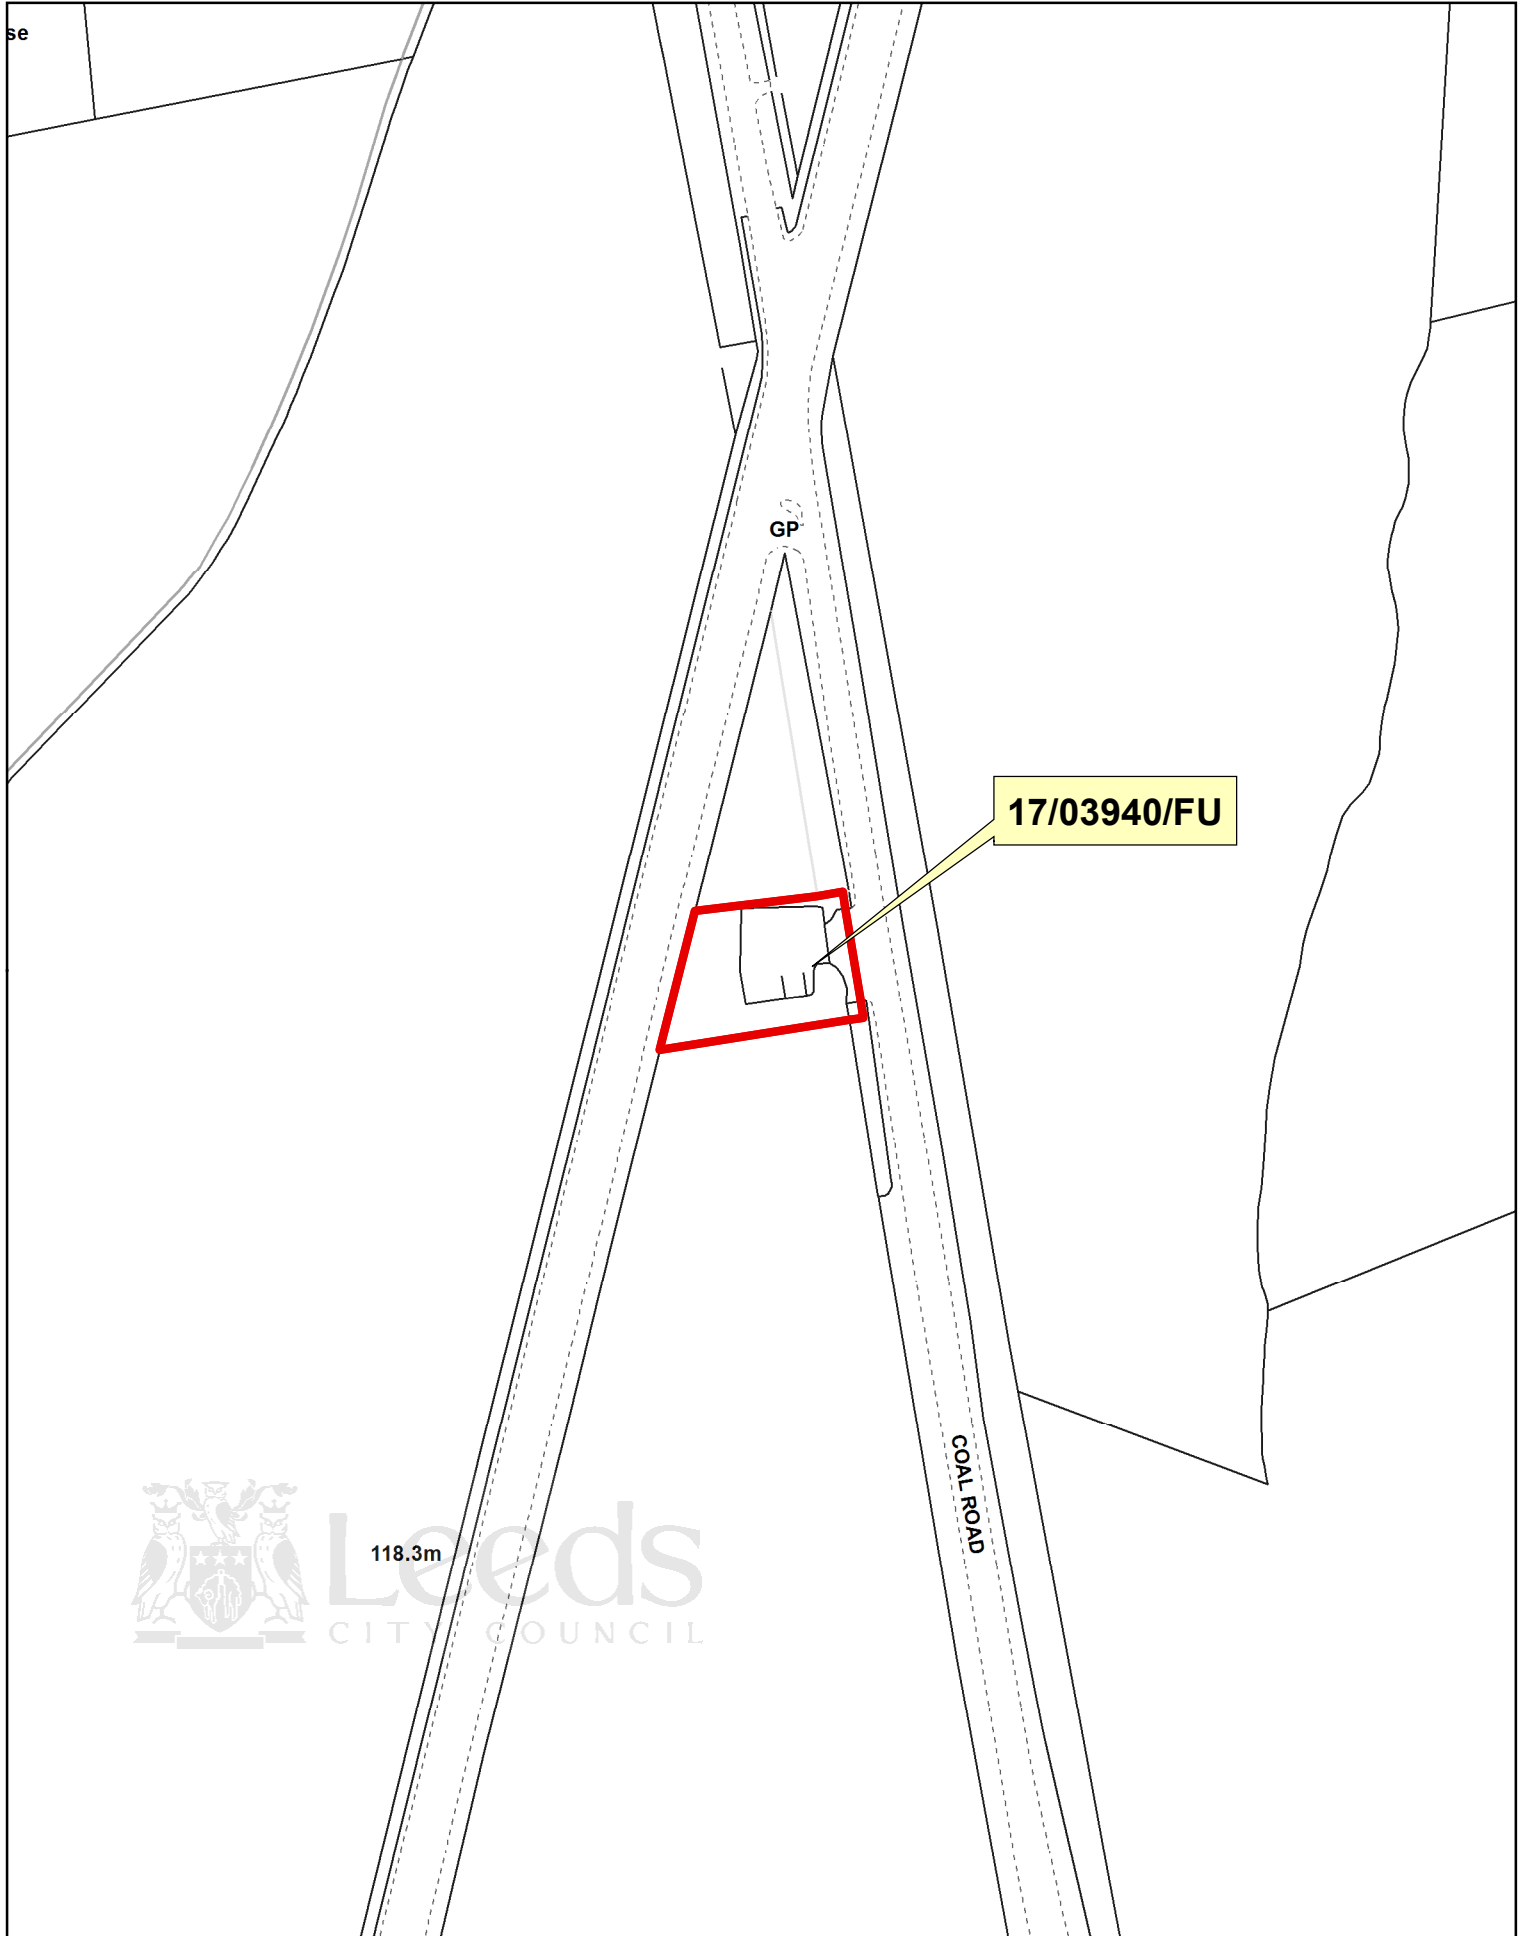 se
GP
17/03940/FU
COAL ROAD
118.3m
Leeds
CITY COUNCIL